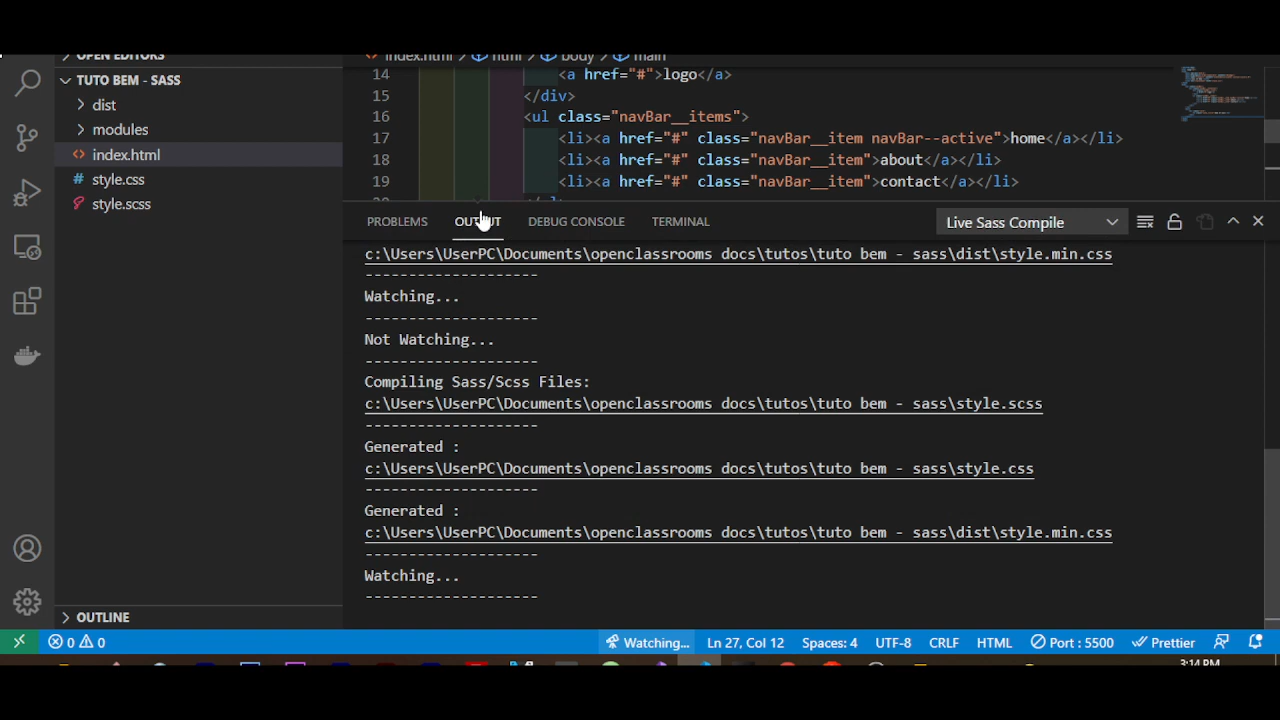 OPEN EDITORS
TUTO BEM - SASS
dist
modules
index.html
style.css
style.scss
OUTLINE
index.html > html > body > main
14 <a href="#">logo</a>
15 </div>
16 <ul class="navBar__items">
17 <li><a href="#" class="navBar__item navBar--active">home</a></li>
18 <li><a href="#" class="navBar__item">about</a></li>
19 <li><a href="#" class="navBar__item">contact</a></li>
PROBLEMS OUTPUT DEBUG CONSOLE TERMINAL Live Sass Compile
c:\Users\UserPC\Documents\openclassrooms docs\tutos\tuto bem - sass\dist\style.min.css
--------------------
Watching...
--------------------
Not Watching...
--------------------
Compiling Sass/Scss Files:
c:\Users\UserPC\Documents\openclassrooms docs\tutos\tuto bem - sass\style.scss
--------------------
Generated :
c:\Users\UserPC\Documents\openclassrooms docs\tutos\tuto bem - sass\style.css
--------------------
Generated :
c:\Users\UserPC\Documents\openclassrooms docs\tutos\tuto bem - sass\dist\style.min.css
--------------------
Watching...
--------------------
0 0 Watching... Ln 27, Col 12 Spaces: 4 UTF-8 CRLF HTML Port : 5500 Prettier
3:14 PM